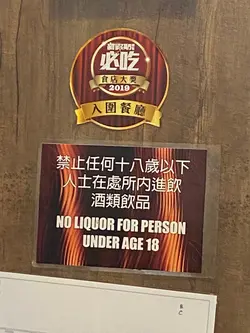 必吃
食店大獎
2019
入圍餐廳
禁止任何十八歲以下
人士在處所內進飲
酒類飲品
NO LIQUOR FOR PERSON
UNDER AGE 18